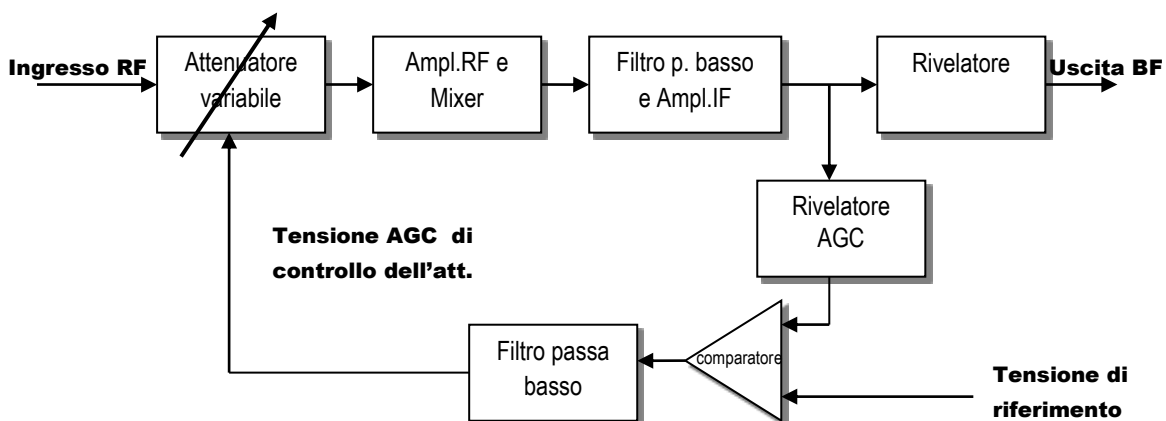 Ingresso RF
Attenuatore
variabile
Ampl.RF e
Mixer
Filtro p. basso
e Ampl.IF
Rivelatore
Uscita BF
Rivelatore
AGC
Tensione AGC di
controllo dell'att.
Filtro passa
basso
comparatore
Tensione di
riferimento